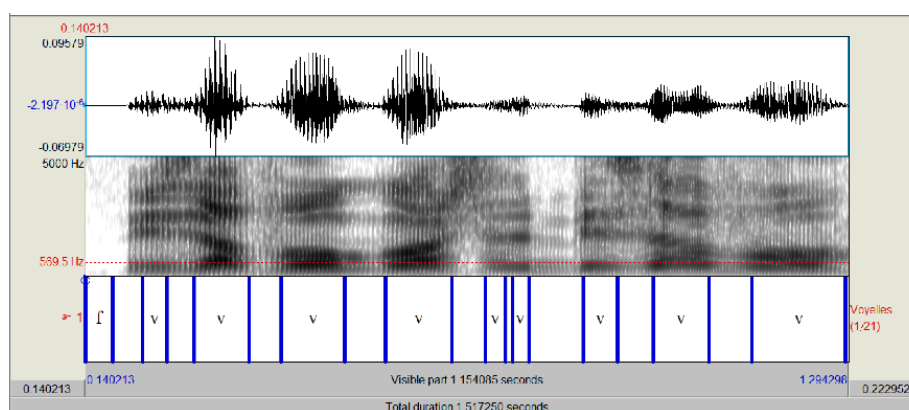 0.140213
0.09579
-2.197·10⁻⁶
-0.06979
5000 Hz
569.5 Hz
1
f v v v v v v v v v
Voyelles
(1/21)
0.140213 Visible part 1.154085 seconds 1.294298
0.140213 0.222952
Total duration 1.517250 seconds